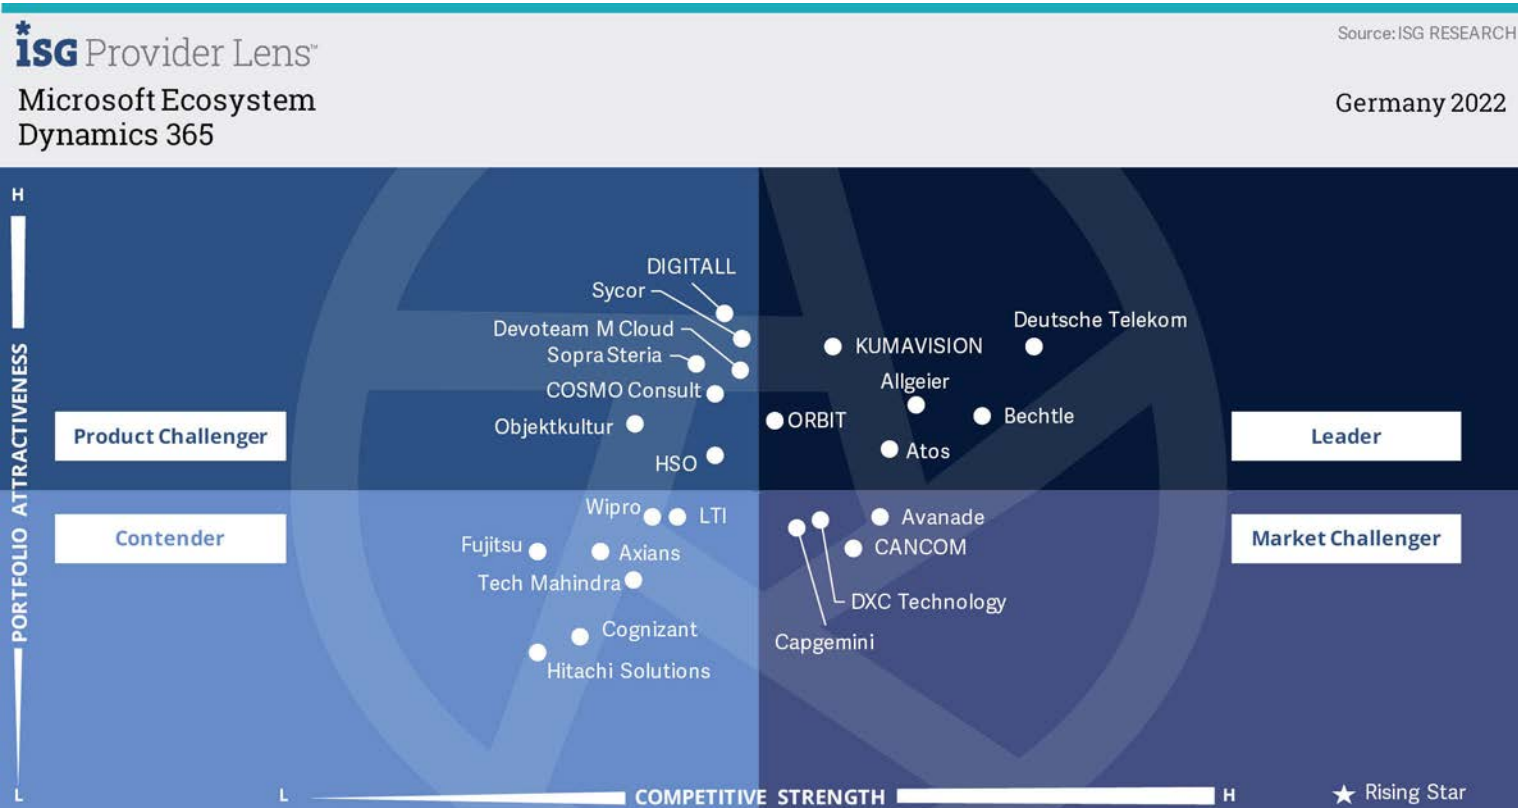 Source: ISG RESEARCH
*ISG Provider Lens™
Microsoft Ecosystem
Dynamics 365
Germany 2022
H
PORTFOLIO ATTRACTIVENESS
L
Product Challenger
DIGITALL
Sycor
Devoteam M Cloud
Sopra Steria
COSMO Consult
Objektkultur
HSO
Leader
Deutsche Telekom
KUMAVISION
Allgeier
Bechtle
ORBIT
Atos
Contender
Wipro
LTI
Fujitsu
Axians
Tech Mahindra
Cognizant
Hitachi Solutions
Market Challenger
Avanade
CANCOM
DXC Technology
Capgemini
L
COMPETITIVE STRENGTH
H
Rising Star